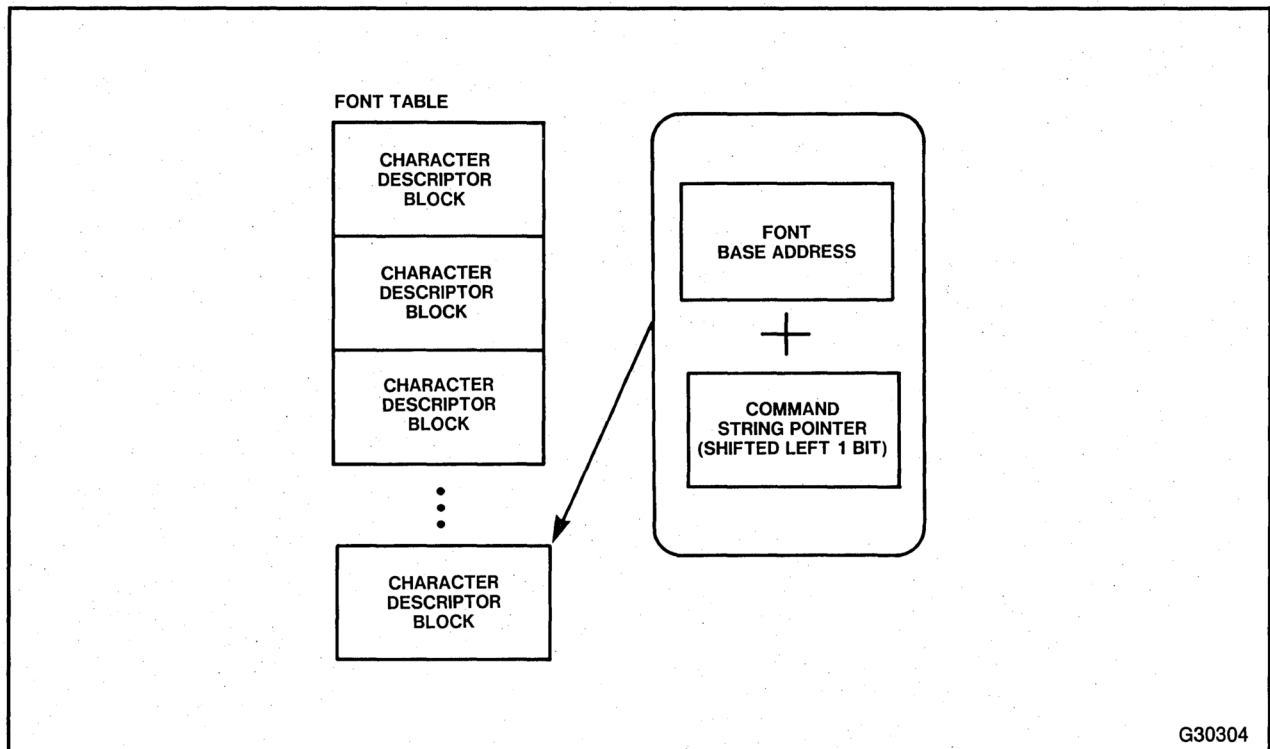 FONT TABLE
CHARACTER
DESCRIPTOR
BLOCK
CHARACTER
DESCRIPTOR
BLOCK
CHARACTER
DESCRIPTOR
BLOCK
CHARACTER
DESCRIPTOR
BLOCK
FONT
BASE ADDRESS
+
COMMAND
STRING POINTER
(SHIFTED LEFT 1 BIT)
G30304